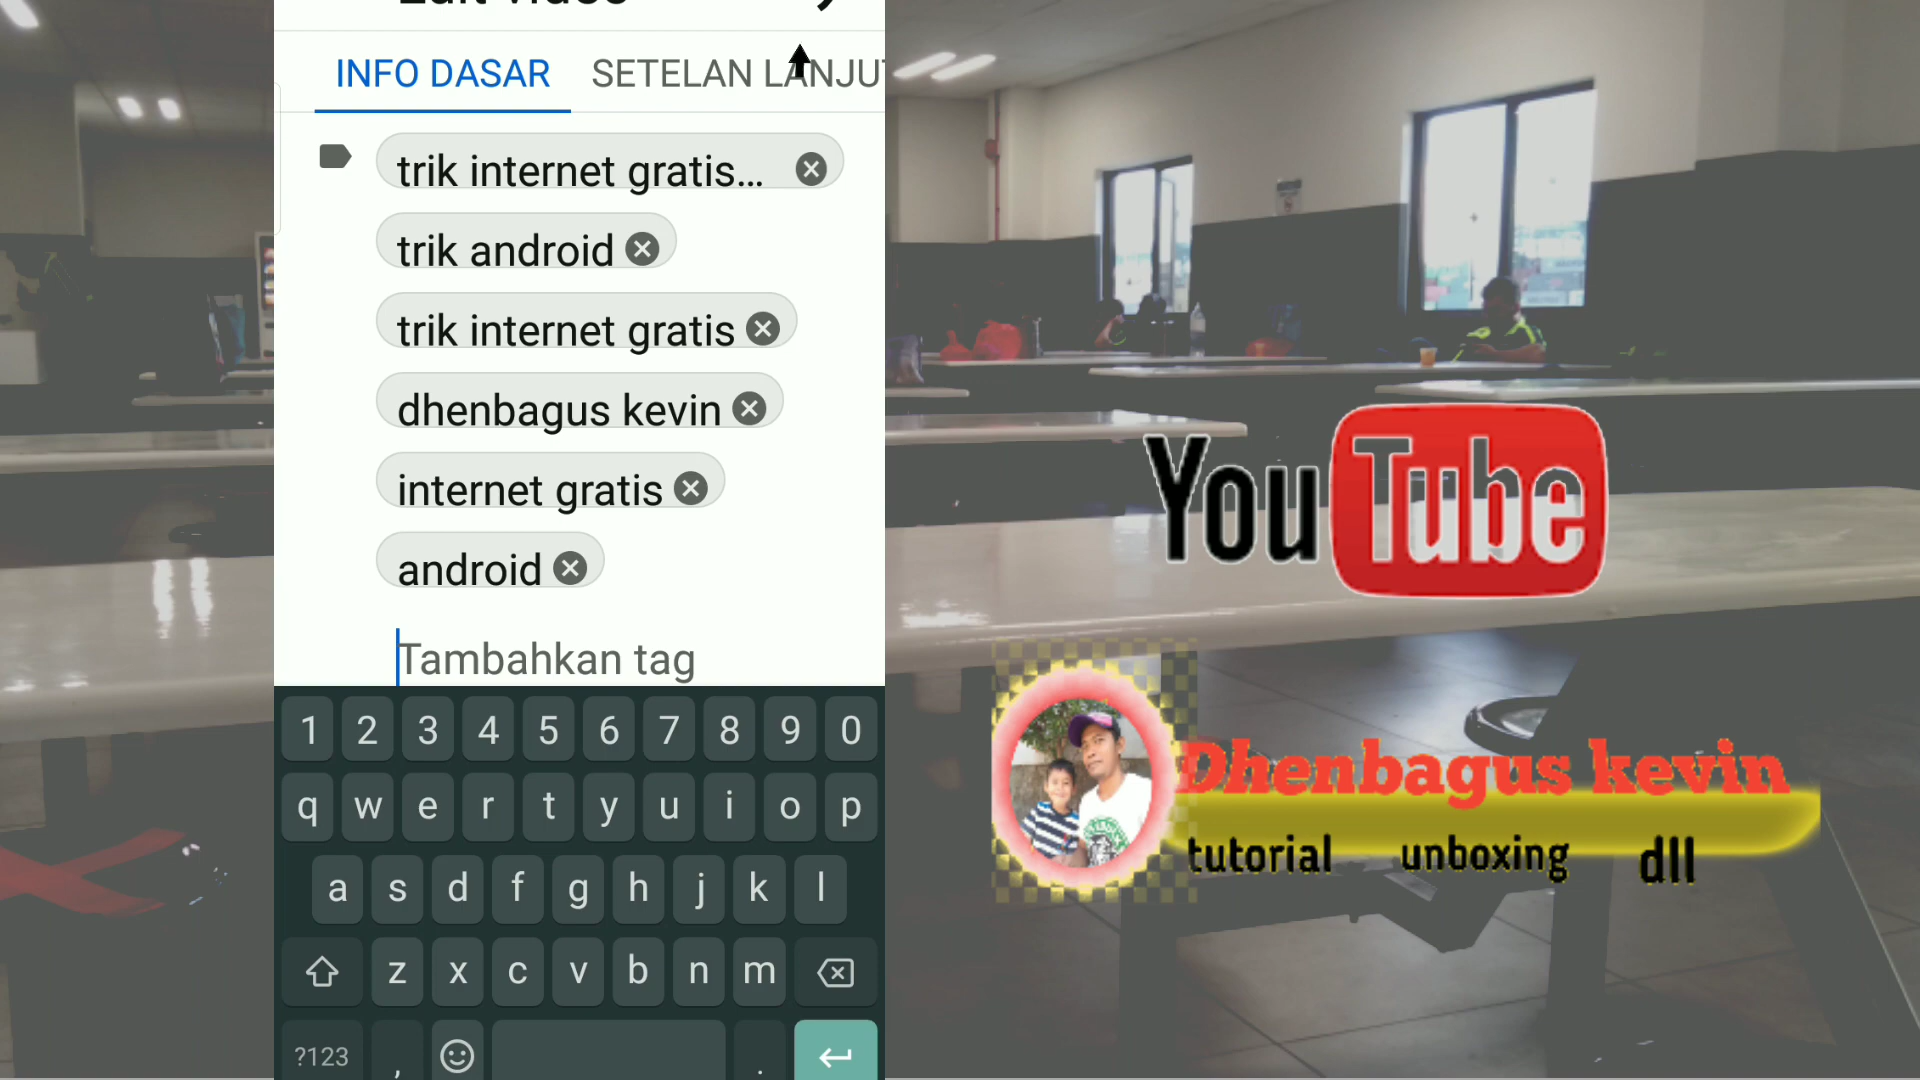 INFO DASAR SETELAN LANJUT
trik internet gratis...
trik android
trik internet gratis
dhenbagus kevin
internet gratis
android
Tambahkan tag
1 2 3 4 5 6 7 8 9 0
q w e r t y u i o p
a s d f g h j k l
z x c v b n m
?123 , .
YouTube
Dhenbagus kevin
tutorial unboxing dll